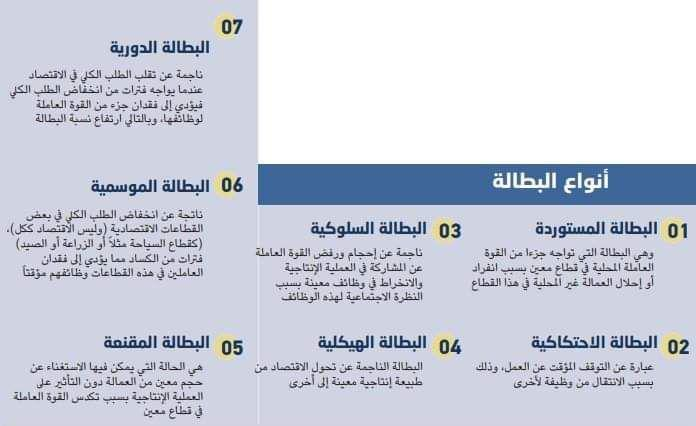 أنواع البطالة
01
البطالة المستوردة
وهي البطالة التي تواجه جزءا من القوة
العاملة المحلية في قطاع معين بسبب انفراد
أو إحلال العمالة غير المحلية في هذا القطاع
02
البطالة الاحتكاكية
عبارة عن التوقف المؤقت عن العمل، وذلك
بسبب الانتقال من وظيفة لأخرى
03
البطالة السلوكية
ناجمة عن إحجام ورفض القوة العاملة
عن المشاركة في العملية الإنتاجية
والانخراط في وظائف معينة بسبب
النظرة الاجتماعية لهذه الوظائف
04
البطالة الهيكلية
البطالة الناجمة عن تحول الاقتصاد من
طبيعة إنتاجية معينة إلى أخرى
05
البطالة المقنعة
هي الحالة التي يمكن فيها الاستغناء عن
حجم معين من العمالة دون التأثير على
العملية الإنتاجية بسبب تكدس القوة العاملة
في قطاع معين
06
البطالة الموسمية
ناتجة عن انخفاض الطلب الكلي في بعض
القطاعات الاقتصادية (وليس الاقتصاد ككل)،
(كقطاع السياحة مثلاً أو الزراعة أو الصيد)
فترات من الكساد مما يؤدي إلى فقدان
العاملين في هذه القطاعات وظائفهم مؤقتاً
07
البطالة الدورية
ناجمة عن تقلب الطلب الكلي في الاقتصاد
عندما يواجه فترات من انخفاض الطلب الكلي
فيؤدي إلى فقدان جزء من القوة العاملة
لوظائفها، وبالتالي ارتفاع نسبة البطالة